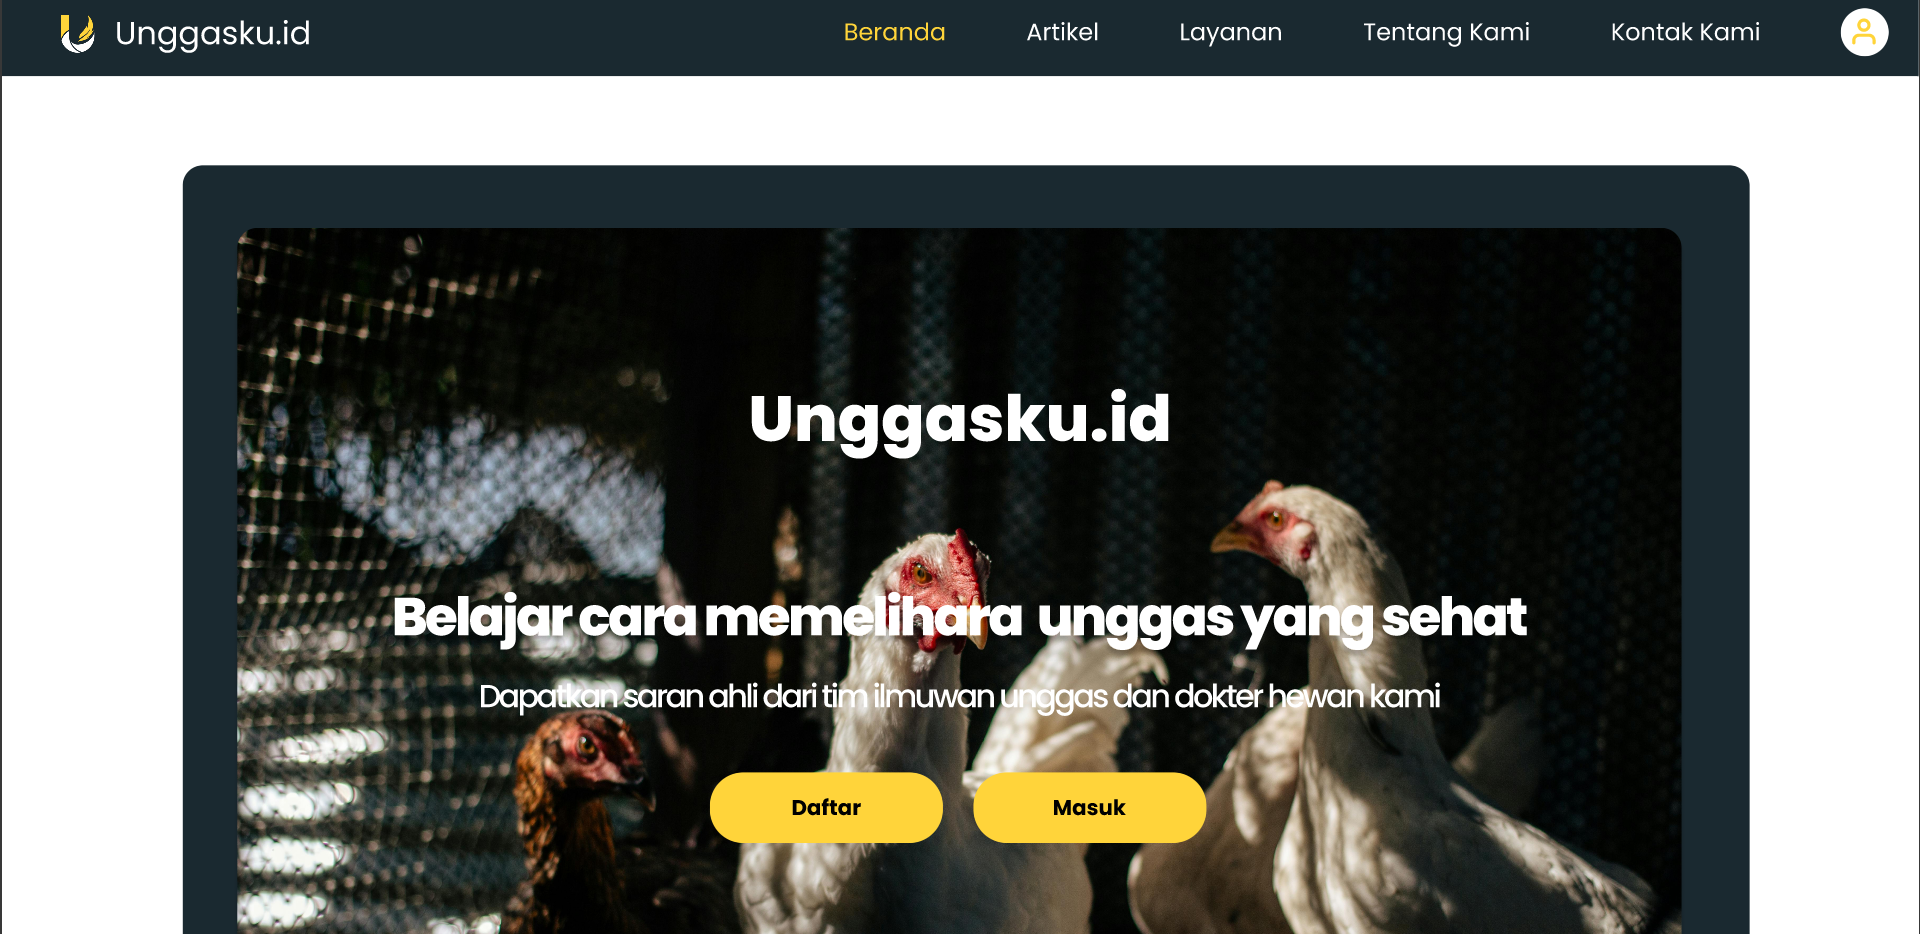 Unggasku.id
Beranda
Artikel
Layanan
Tentang Kami
Kontak Kami
Unggasku.id
Belajar cara memelihara unggas yang sehat
Dapatkan saran ahli dari tim ilmuwan unggas dan dokter hewan kami
Daftar
Masuk